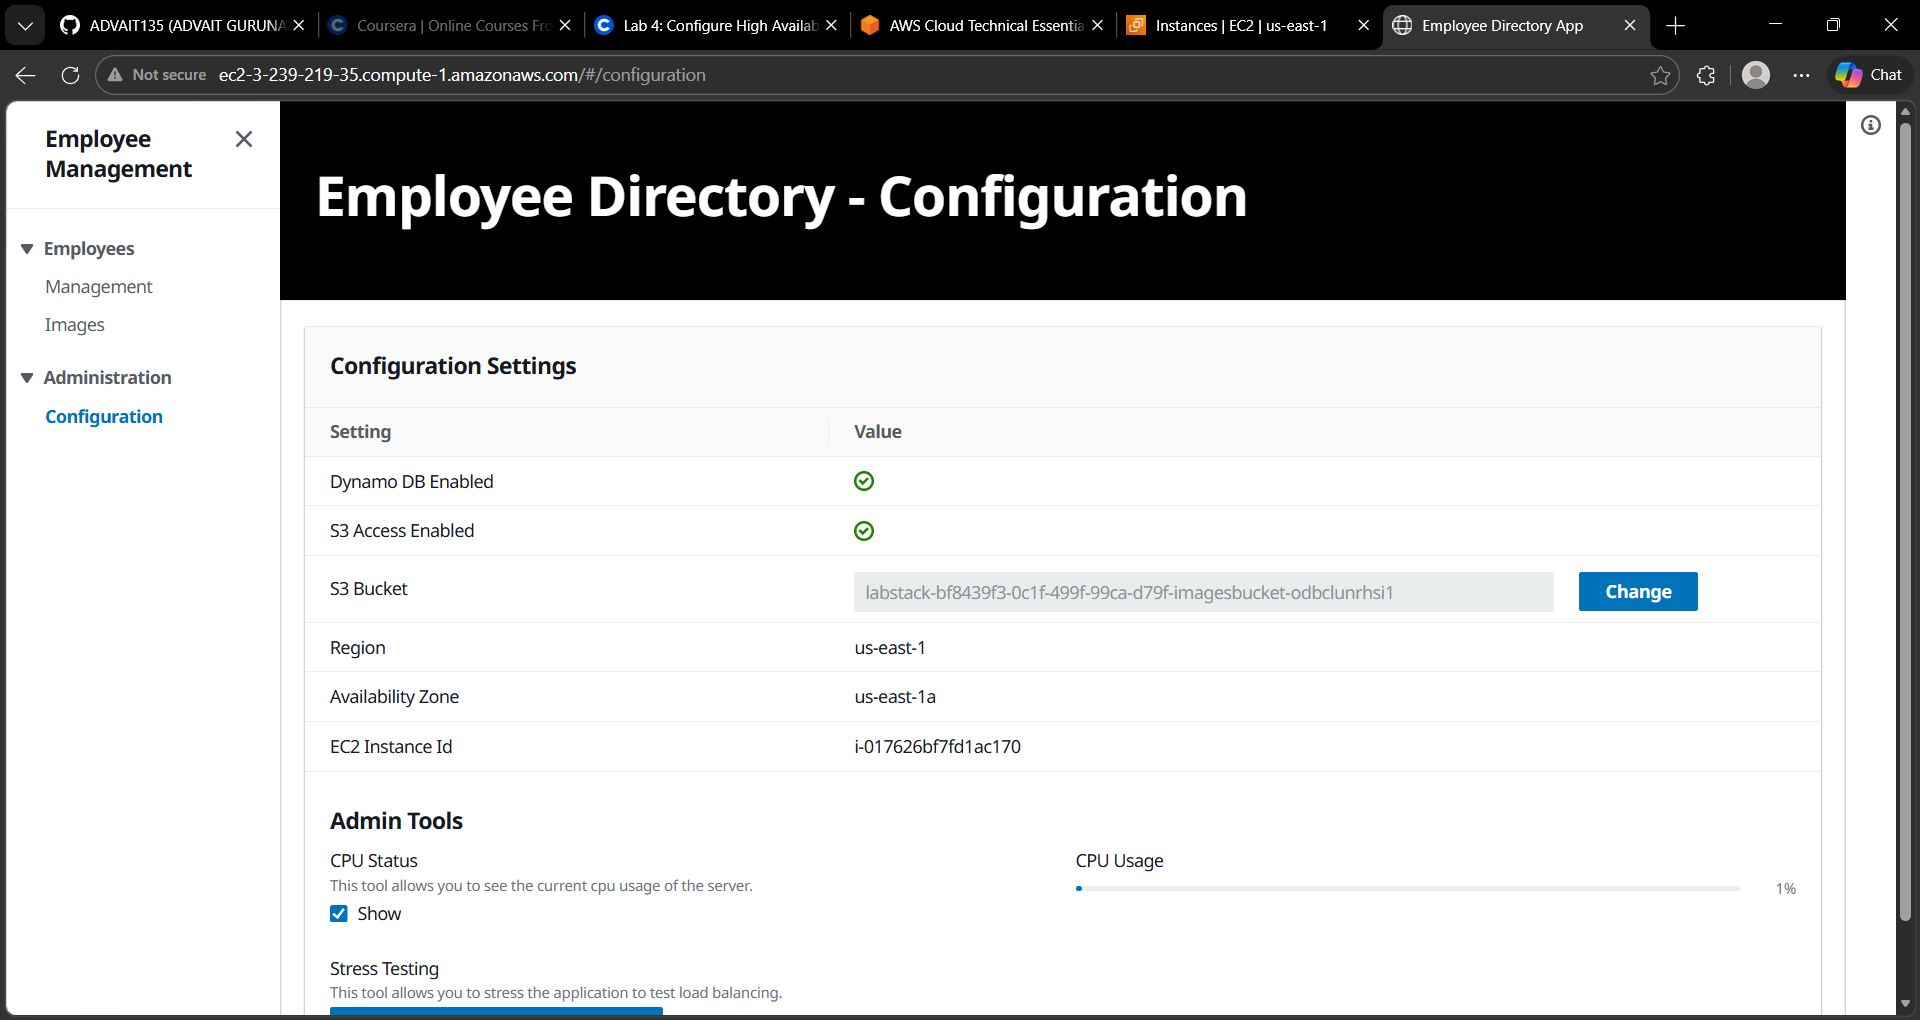 ADVAIT135 (ADVAIT GURUNA
Coursera | Online Courses Fro
Lab 4: Configure High Availab
AWS Cloud Technical Essentia
Instances | EC2 | us-east-1
Employee Directory App
Not secure
ec2-3-239-219-35.compute-1.amazonaws.com/#/configuration
Chat
Employee
Management
Employees
Management
Images
Administration
Configuration
Employee Directory - Configuration
Configuration Settings
Setting
Value
Dynamo DB Enabled
S3 Access Enabled
S3 Bucket
labstack-bf8439f3-0c1f-499f-99ca-d79f-imagesbucket-odbclunrhsi1
Change
Region
us-east-1
Availability Zone
us-east-1a
EC2 Instance Id
i-017626bf7fd1ac170
Admin Tools
CPU Status
This tool allows you to see the current cpu usage of the server.
Show
CPU Usage
1%
Stress Testing
This tool allows you to stress the application to test load balancing.